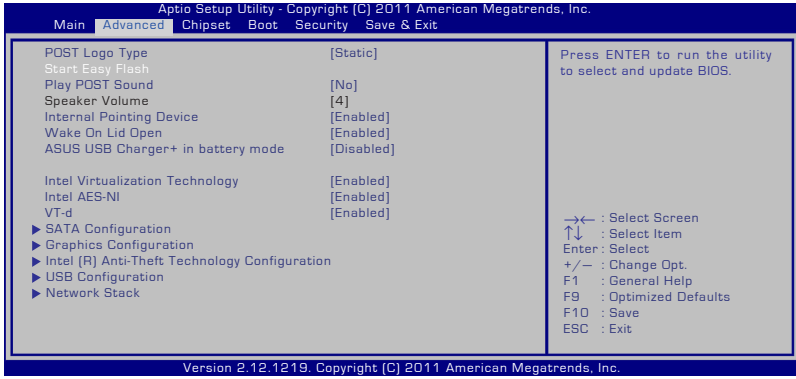 Aptio Setup Utility - Copyright (C) 2011 American Megatrends, Inc.
Main Advanced Chipset Boot Security Save & Exit
POST Logo Type [Static]
Start Easy Flash
Play POST Sound [No]
Speaker Volume [4]
Internal Pointing Device [Enabled]
Wake On Lid Open [Enabled]
ASUS USB Charger+ in battery mode [Disabled]
Intel Virtualization Technology [Enabled]
Intel AES-NI [Enabled]
VT-d [Enabled]
▶ SATA Configuration
▶ Graphics Configuration
▶ Intel (R) Anti-Theft Technology Configuration
▶ USB Configuration
▶ Network Stack
Press ENTER to run the utility
to select and update BIOS.
→← : Select Screen
↑↓ : Select Item
Enter : Select
+/— : Change Opt.
F1 : General Help
F9 : Optimized Defaults
F10 : Save
ESC : Exit
Version 2.12.1219. Copyright (C) 2011 American Megatrends, Inc.